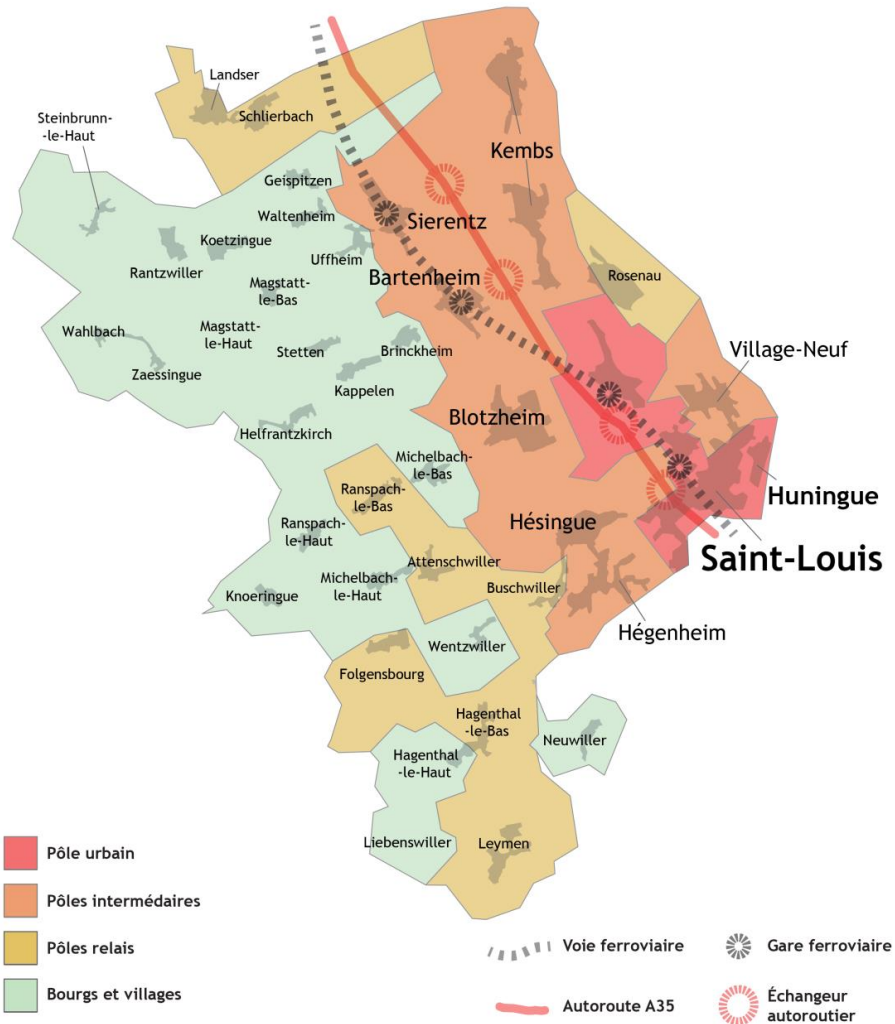 Landser
Schlierbach
Steinbrunn-
-le-Haut
Kembs
Geispitzen
Waltenheim
Sierentz
Koetzingue
Uffheim
Rantzwiller
Bartenheim
Rosenau
Magstatt
-le-Bas
Magstatt-
-le-Haut
Wahlbach
Stetten
Brinckheim
Village-Neuf
Zaessingue
Kappelen
Blotzheim
Helfrantzkirch
Michelbach-
-le-Bas
Ranspach-
-le-Bas
Huningue
Hésingue
Ranspach-
-le-Haut
Saint-Louis
Attenschwiller
Michelbach-
-le-Haut
Buschwiller
Knoeringue
Hégenheim
Wentzwiller
Folgensbourg
Hagenthal
-le-Bas
Neuwiller
Hagenthal
-le-Haut
Liebenswiller
Leymen
Pôle urbain
Pôles intermédaires
Pôles relais
Bourgs et villages
Voie ferroviaire
Gare ferroviaire
Autoroute A35
Échangeur
autoroutier